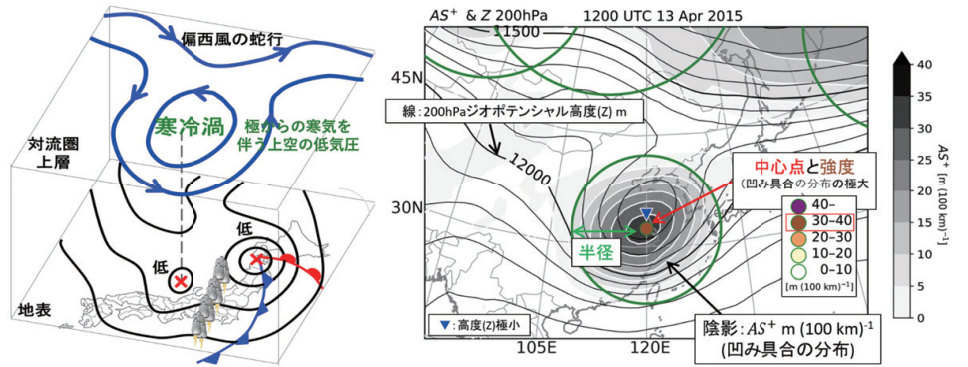 偏西風の蛇行
寒冷渦
極からの寒気を
伴う上空の低気圧
対流圏
上層
低
低
地表
AS⁺ & Z 200hPa
1200 UTC 13 Apr 2015
11500
45N
線：200hPaジオポテンシャル高度(Z) m
12000
30N
中心点と強度
(凹み具合の分布の極大
40–
30–40
20–30
10–20
0–10
[m (100 km)⁻¹]
半径
▼:高度(Z)極小
105E
120E
陰影：AS⁺ m (100 km)⁻¹
(凹み具合の分布)
40
35
30
25
20
15
10
5
0
AS⁺ [m (100 km)⁻¹]